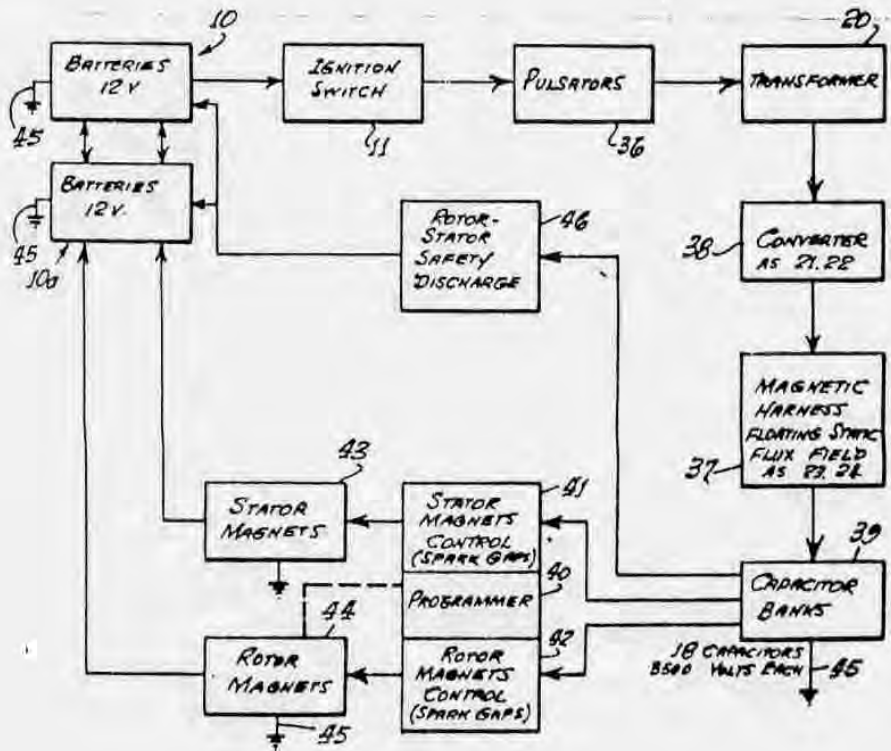 10
20
BATTERIES
12 V
IGNITION
SWITCH
PULSATORS
TRANSFORMER
45
11
36
BATTERIES
12 V.
45
10a
ROTOR-
STATOR
SAFETY
DISCHARGE
46
38
CONVERTER
AS 21.22
MAGNETIC
HARNESS
FLOATING STATIC
FLUX FIELD
37
43
STATOR
MAGNETS
41
STATOR
MAGNETS
CONTROL
(SPARK GAPS)
39
CAPACITOR
BANKS
PROGRAMMER
40
44
ROTOR
MAGNETS
42
ROTOR
MAGNETS
CONTROL
(SPARK GAPS)
18 CAPACITORS
3500 VOLTS EACH
45
45